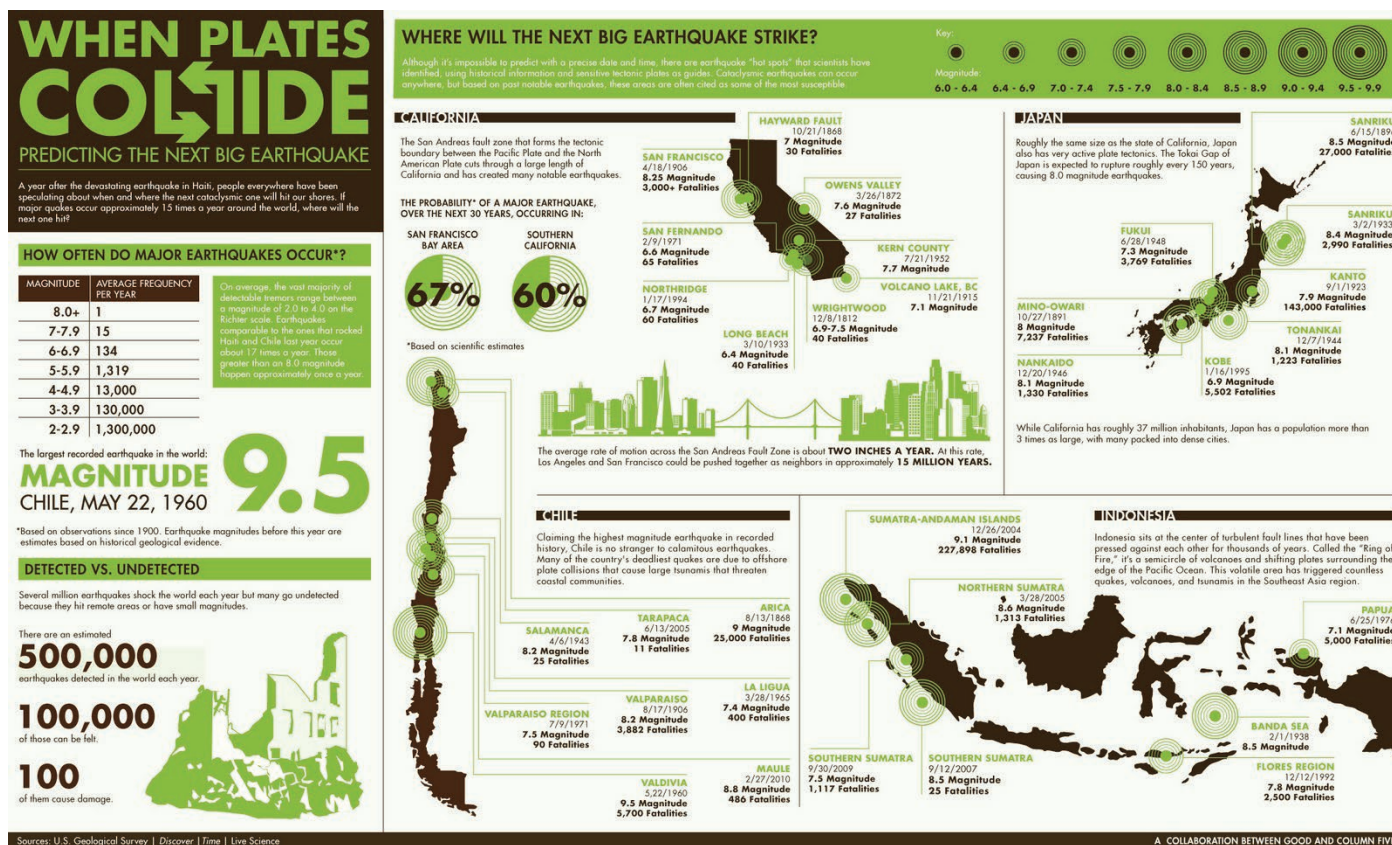 WHEN PLATES
COLLIDE
PREDICTING THE NEXT BIG EARTHQUAKE
A year after the devastating earthquake in Haiti, people everywhere have been
speculating about when and where the next cataclysmic one will hit our shores. If
major quakes occur approximately 15 times a year around the world, where will the
next one hit?
HOW OFTEN DO MAJOR EARTHQUAKES OCCUR*?
MAGNITUDE AVERAGE FREQUENCY
PER YEAR
8.0+ 1
7-7.9 15
6-6.9 134
5-5.9 1,319
4-4.9 13,000
3-3.9 130,000
2-2.9 1,300,000
On average, the vast majority of
detectable tremors range between
a magnitude of 2.0 to 4.0 on the
Richter scale. Earthquakes
comparable to the ones that rocked
Haiti and Chile last year occur
about 17 times a year. Those
greater than an 8.0 magnitude
happen approximately once a year.
The largest recorded earthquake in the world:
MAGNITUDE 9.5
CHILE, MAY 22, 1960
*Based on observations since 1900. Earthquake magnitudes before this year are
estimates based on historical geological evidence.
DETECTED VS. UNDETECTED
Several million earthquakes shock the world each year but many go undetected
because they hit remote areas or have small magnitudes.
There are an estimated
500,000
earthquakes detected in the world each year.
100,000
of those can be felt.
100
of them cause damage.
WHERE WILL THE NEXT BIG EARTHQUAKE STRIKE?
Although it's impossible to predict with a precise date and time, there are earthquake "hot spots" that scientists have
identified, using historical information and sensitive tectonic plates as guides. Cataclysmic earthquakes can occur
anywhere, but based on past notable earthquakes, these areas are often cited as some of the most susceptible
Key:
Magnitude:
6.0 - 6.4 6.4 - 6.9 7.0 - 7.4 7.5 - 7.9 8.0 - 8.4 8.5 - 8.9 9.0 - 9.4 9.5 - 9.9
CALIFORNIA
The San Andreas fault zone that forms the tectonic
boundary between the Pacific Plate and the North
American Plate cuts through a large length of
California and has created many notable earthquakes.
THE PROBABILITY* OF A MAJOR EARTHQUAKE,
OVER THE NEXT 30 YEARS, OCCURRING IN:
SAN FRANCISCO
BAY AREA
67%
SOUTHERN
CALIFORNIA
60%
*Based on scientific estimates
HAYWARD FAULT
10/21/1868
7 Magnitude
30 Fatalities
SAN FRANCISCO
4/18/1906
8.25 Magnitude
3,000+ Fatalities
OWENS VALLEY
3/26/1872
7.6 Magnitude
27 Fatalities
SAN FERNANDO
2/9/1971
6.6 Magnitude
65 Fatalities
KERN COUNTY
7/21/1952
7.7 Magnitude
NORTHRIDGE
1/17/1994
6.7 Magnitude
60 Fatalities
VOLCANO LAKE, BC
11/21/1915
7.1 Magnitude
WRIGHTWOOD
12/8/1812
6.9-7.5 Magnitude
40 Fatalities
LONG BEACH
3/10/1933
6.4 Magnitude
40 Fatalities
The average rate of motion across the San Andreas Fault Zone is about TWO INCHES A YEAR. At this rate,
Los Angeles and San Francisco could be pushed together as neighbors in approximately 15 MILLION YEARS.
JAPAN
Roughly the same size as the state of California, Japan
also has very active plate tectonics. The Tokai Gap of
Japan is expected to rupture roughly every 150 years,
causing 8.0 magnitude earthquakes.
SANRIKU
6/15/1896
8.5 Magnitude
27,000 Fatalities
SANRIKU
3/2/1933
8.4 Magnitude
2,990 Fatalities
FUKUI
6/28/1948
7.3 Magnitude
3,769 Fatalities
KANTO
9/1/1923
7.9 Magnitude
143,000 Fatalities
MINO-OWARI
10/27/1891
8 Magnitude
7,237 Fatalities
TONANKAI
12/7/1944
8.1 Magnitude
1,223 Fatalities
NANKAIDO
12/20/1946
8.1 Magnitude
1,330 Fatalities
KOBE
1/16/1995
6.9 Magnitude
5,502 Fatalities
While California has roughly 37 million inhabitants, Japan has a population more than
3 times as large, with many packed into dense cities.
CHILE
Claiming the highest magnitude earthquake in recorded
history, Chile is no stranger to calamitous earthquakes.
Many of the country's deadliest quakes are due to offshore
plate collisions that cause large tsunamis that threaten
coastal communities.
ARICA
8/13/1868
9 Magnitude
25,000 Fatalities
TARAPACA
6/13/2005
7.8 Magnitude
11 Fatalities
SALAMANCA
4/6/1943
8.2 Magnitude
25 Fatalities
LA LIGUA
3/28/1965
7.4 Magnitude
400 Fatalities
VALPARAISO
8/17/1906
8.2 Magnitude
3,882 Fatalities
VALPARAISO REGION
7/9/1971
7.5 Magnitude
90 Fatalities
MAULE
2/27/2010
8.8 Magnitude
486 Fatalities
VALDIVIA
5,22/1960
9.5 Magnitude
5,700 Fatalities
INDONESIA
Indonesia sits at the center of turbulent fault lines that have been
pressed against each other for thousands of years. Called the "Ring of
Fire," it's a semicircle of volcanoes and shifting plates surrounding the
edge of the Pacific Ocean. This volatile area has triggered countless
quakes, volcanoes, and tsunamis in the Southeast Asia region.
SUMATRA-ANDAMAN ISLANDS
12/26/2004
9.1 Magnitude
227,898 Fatalities
NORTHERN SUMATRA
3/28/2005
8.6 Magnitude
1,313 Fatalities
PAPUA
6/25/1976
7.1 Magnitude
5,000 Fatalities
BANDA SEA
2/1/1938
8.5 Magnitude
SOUTHERN SUMATRA
9/30/2009
7.5 Magnitude
1,117 Fatalities
SOUTHERN SUMATRA
9/12/2007
8.5 Magnitude
25 Fatalities
FLORES REGION
12/12/1992
7.8 Magnitude
2,500 Fatalities
Sources: U.S. Geological Survey | Discover | Time | Live Science
A COLLABORATION BETWEEN GOOD AND COLUMN FIVE